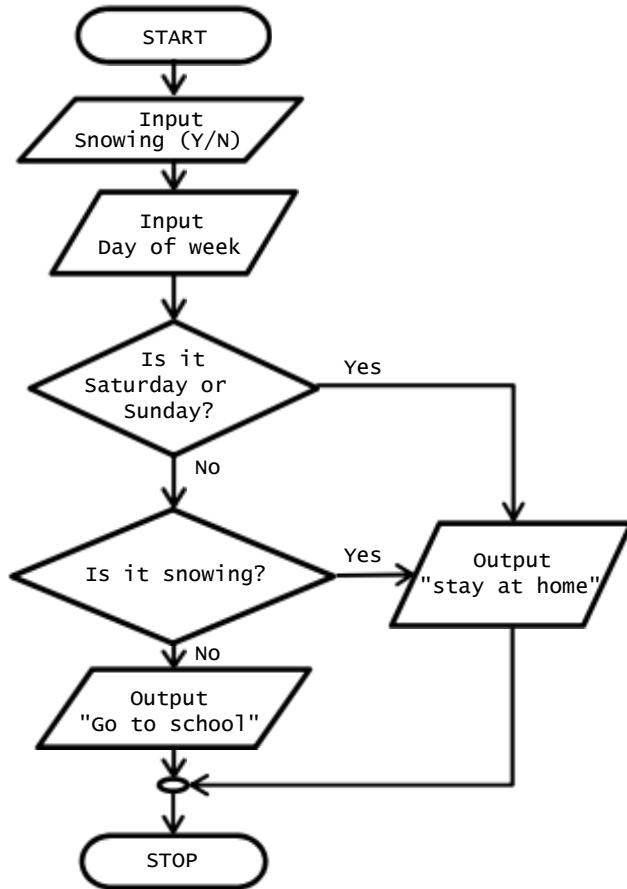 START
Input
Snowing (Y/N)
Input
Day of week
Is it
Saturday or
Sunday?
Yes
No
Is it snowing?
Yes
Output
"stay at home"
No
Output
"Go to school"
STOP